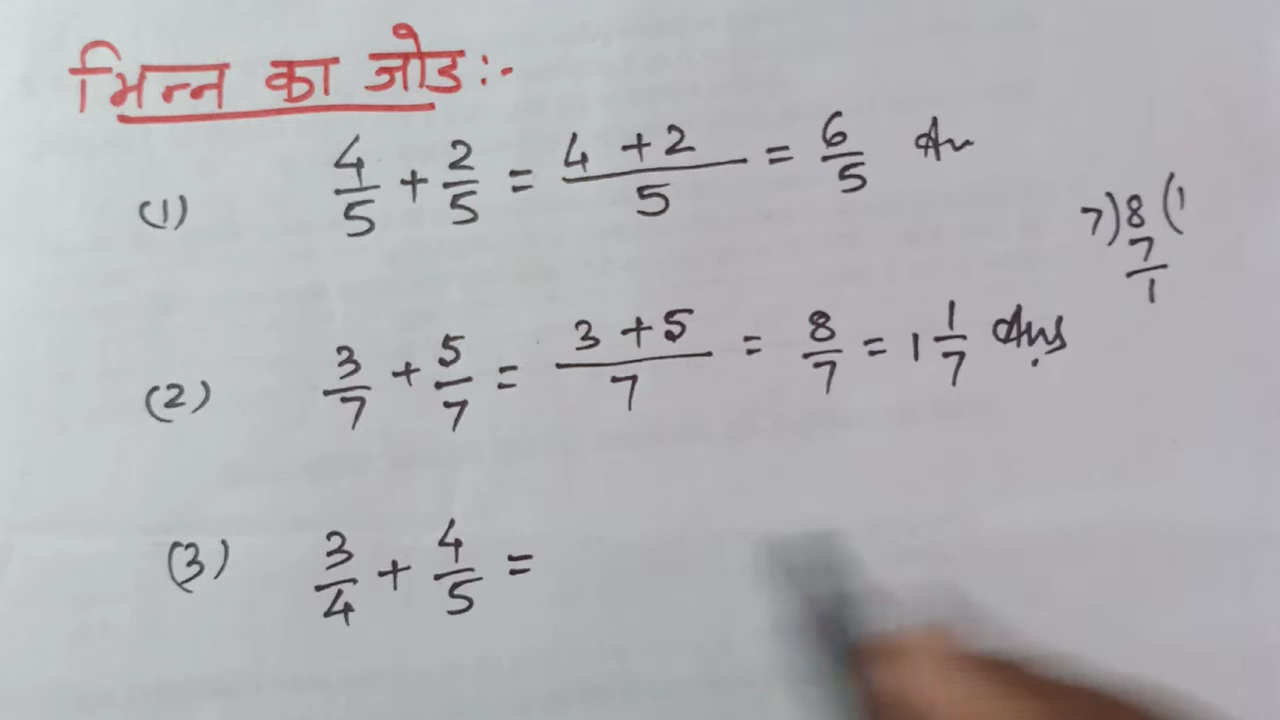 भिन्न का जोड :-
(1) 4/5 + 2/5 = 4+2/5 = 6/5 An
7)8(1
7
1
(2) 3/7 + 5/7 = 3+5/7 = 8/7 = 1 1/7 Ans
(3) 3/4 + 4/5 =